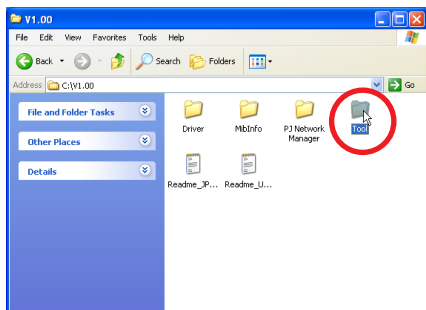 V1.00
File Edit View Favorites Tools Help
Back Search Folders
Address C:\V1.00 Go
File and Folder Tasks
Other Places
Details
Driver MibInfo PJ Network Manager Tool
Readme_JP... Readme_U...